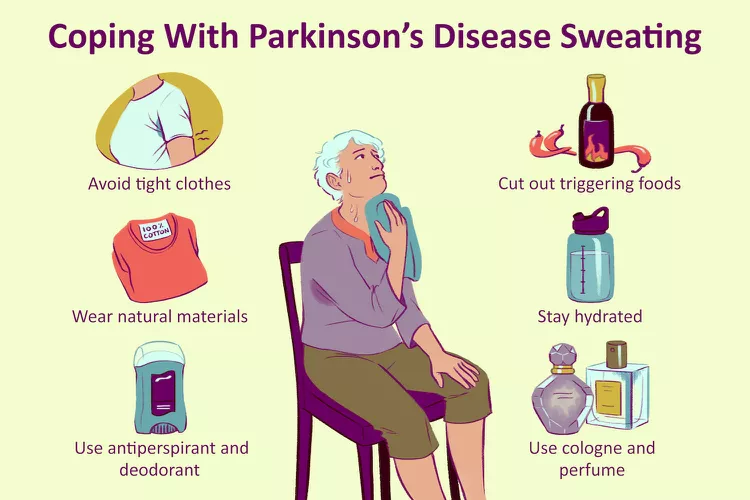 Coping With Parkinson's Disease Sweating
Avoid tight clothes
100%
COTTON
Wear natural materials
Use antiperspirant and
deodorant
Cut out triggering foods
Stay hydrated
Use cologne and
perfume